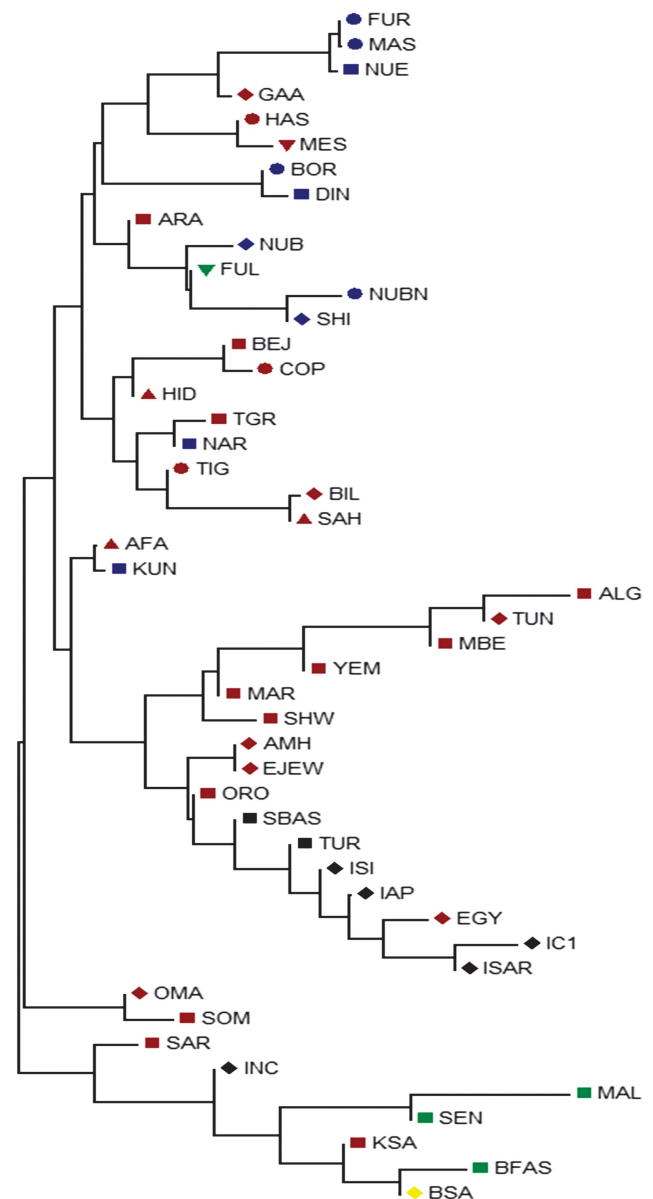 FUR
MAS
NUE
GAA
HAS
MES
BOR
DIN
ARA
NUB
FUL
NUBN
SHI
BEJ
COP
HID
TGR
NAR
TIG
BIL
SAH
AFA
KUN
ALG
TUN
MBE
YEM
MAR
SHW
AMH
EJEW
ORO
SBAS
TUR
ISI
IAP
EGY
IC1
ISAR
OMA
SOM
SAR
INC
MAL
SEN
KSA
BFAS
BSA